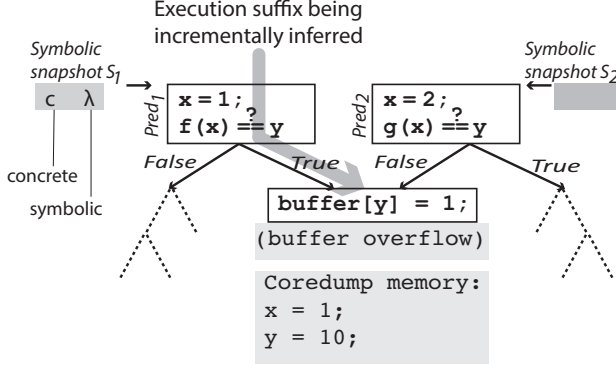 Execution suffix being
incrementally inferred
Symbolic
snapshot S1
c λ
concrete
symbolic
Pred1
x = 1;
?
f(x) == y
False
True
Pred2
x = 2;
?
g(x) == y
False
True
Symbolic
snapshot S2
buffer[y] = 1;
(buffer overflow)
Coredump memory:
x = 1;
y = 10;